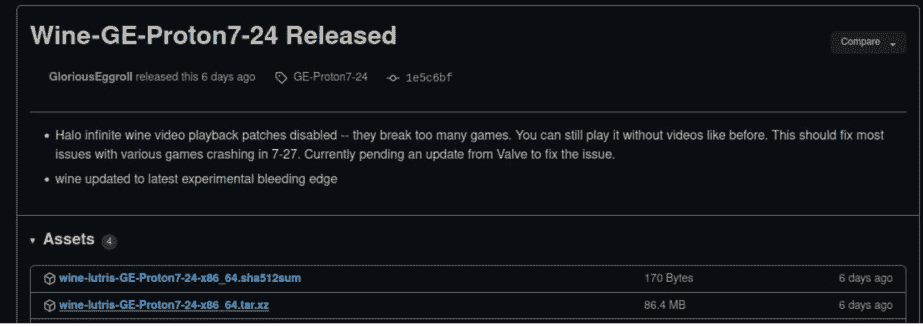 Wine-GE-Proton7-24 Released
Compare
GloriousEggroll released this 6 days ago GE-Proton7-24 1e5c6bf
Halo infinite wine video playback patches disabled -- they break too many games. You can still play it without videos like before. This should fix most
issues with various games crashing in 7-27. Currently pending an update from Valve to fix the issue.
wine updated to latest experimental bleeding edge
Assets 4
wine-lutris-GE-Proton7-24-x86_64.sha512sum 170 Bytes 6 days ago
wine-lutris-GE-Proton7-24-x86_64.tar.xz 86.4 MB 6 days ago